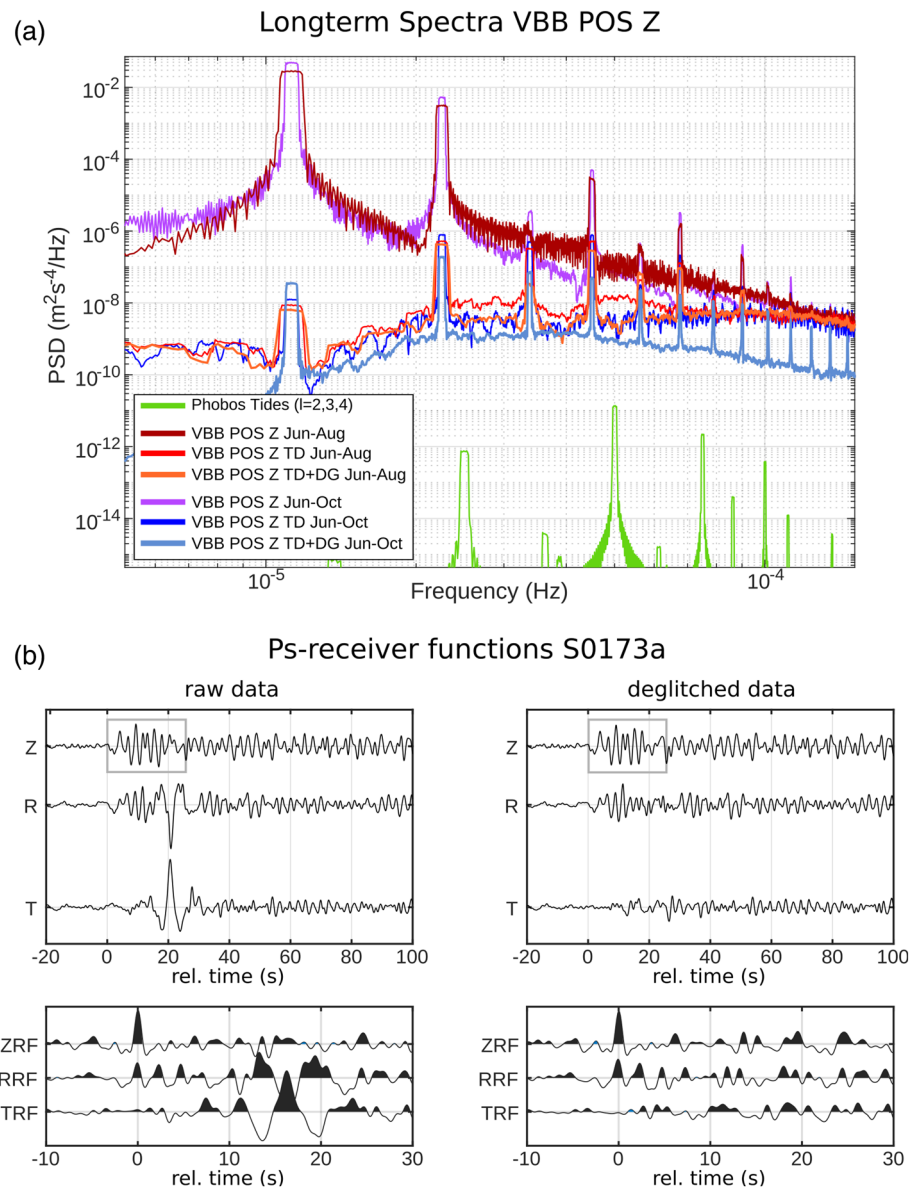 (a)
Longterm Spectra VBB POS Z
PSD (m²s⁻⁴/Hz)
10⁻²
10⁻⁴
10⁻⁶
10⁻⁸
10⁻¹⁰
10⁻¹²
10⁻¹⁴
Phobos Tides (l=2,3,4)
VBB POS Z Jun-Aug
VBB POS Z TD Jun-Aug
VBB POS Z TD+DG Jun-Aug
VBB POS Z Jun-Oct
VBB POS Z TD Jun-Oct
VBB POS Z TD+DG Jun-Oct
10⁻⁵
10⁻⁴
Frequency (Hz)
(b)
Ps-receiver functions S0173a
raw data
Z
R
T
-20 0 20 40 60 80 100
rel. time (s)
ZRF
RRF
TRF
-10 0 10 20 30
rel. time (s)
deglitched data
Z
R
T
-20 0 20 40 60 80 100
rel. time (s)
ZRF
RRF
TRF
-10 0 10 20 30
rel. time (s)